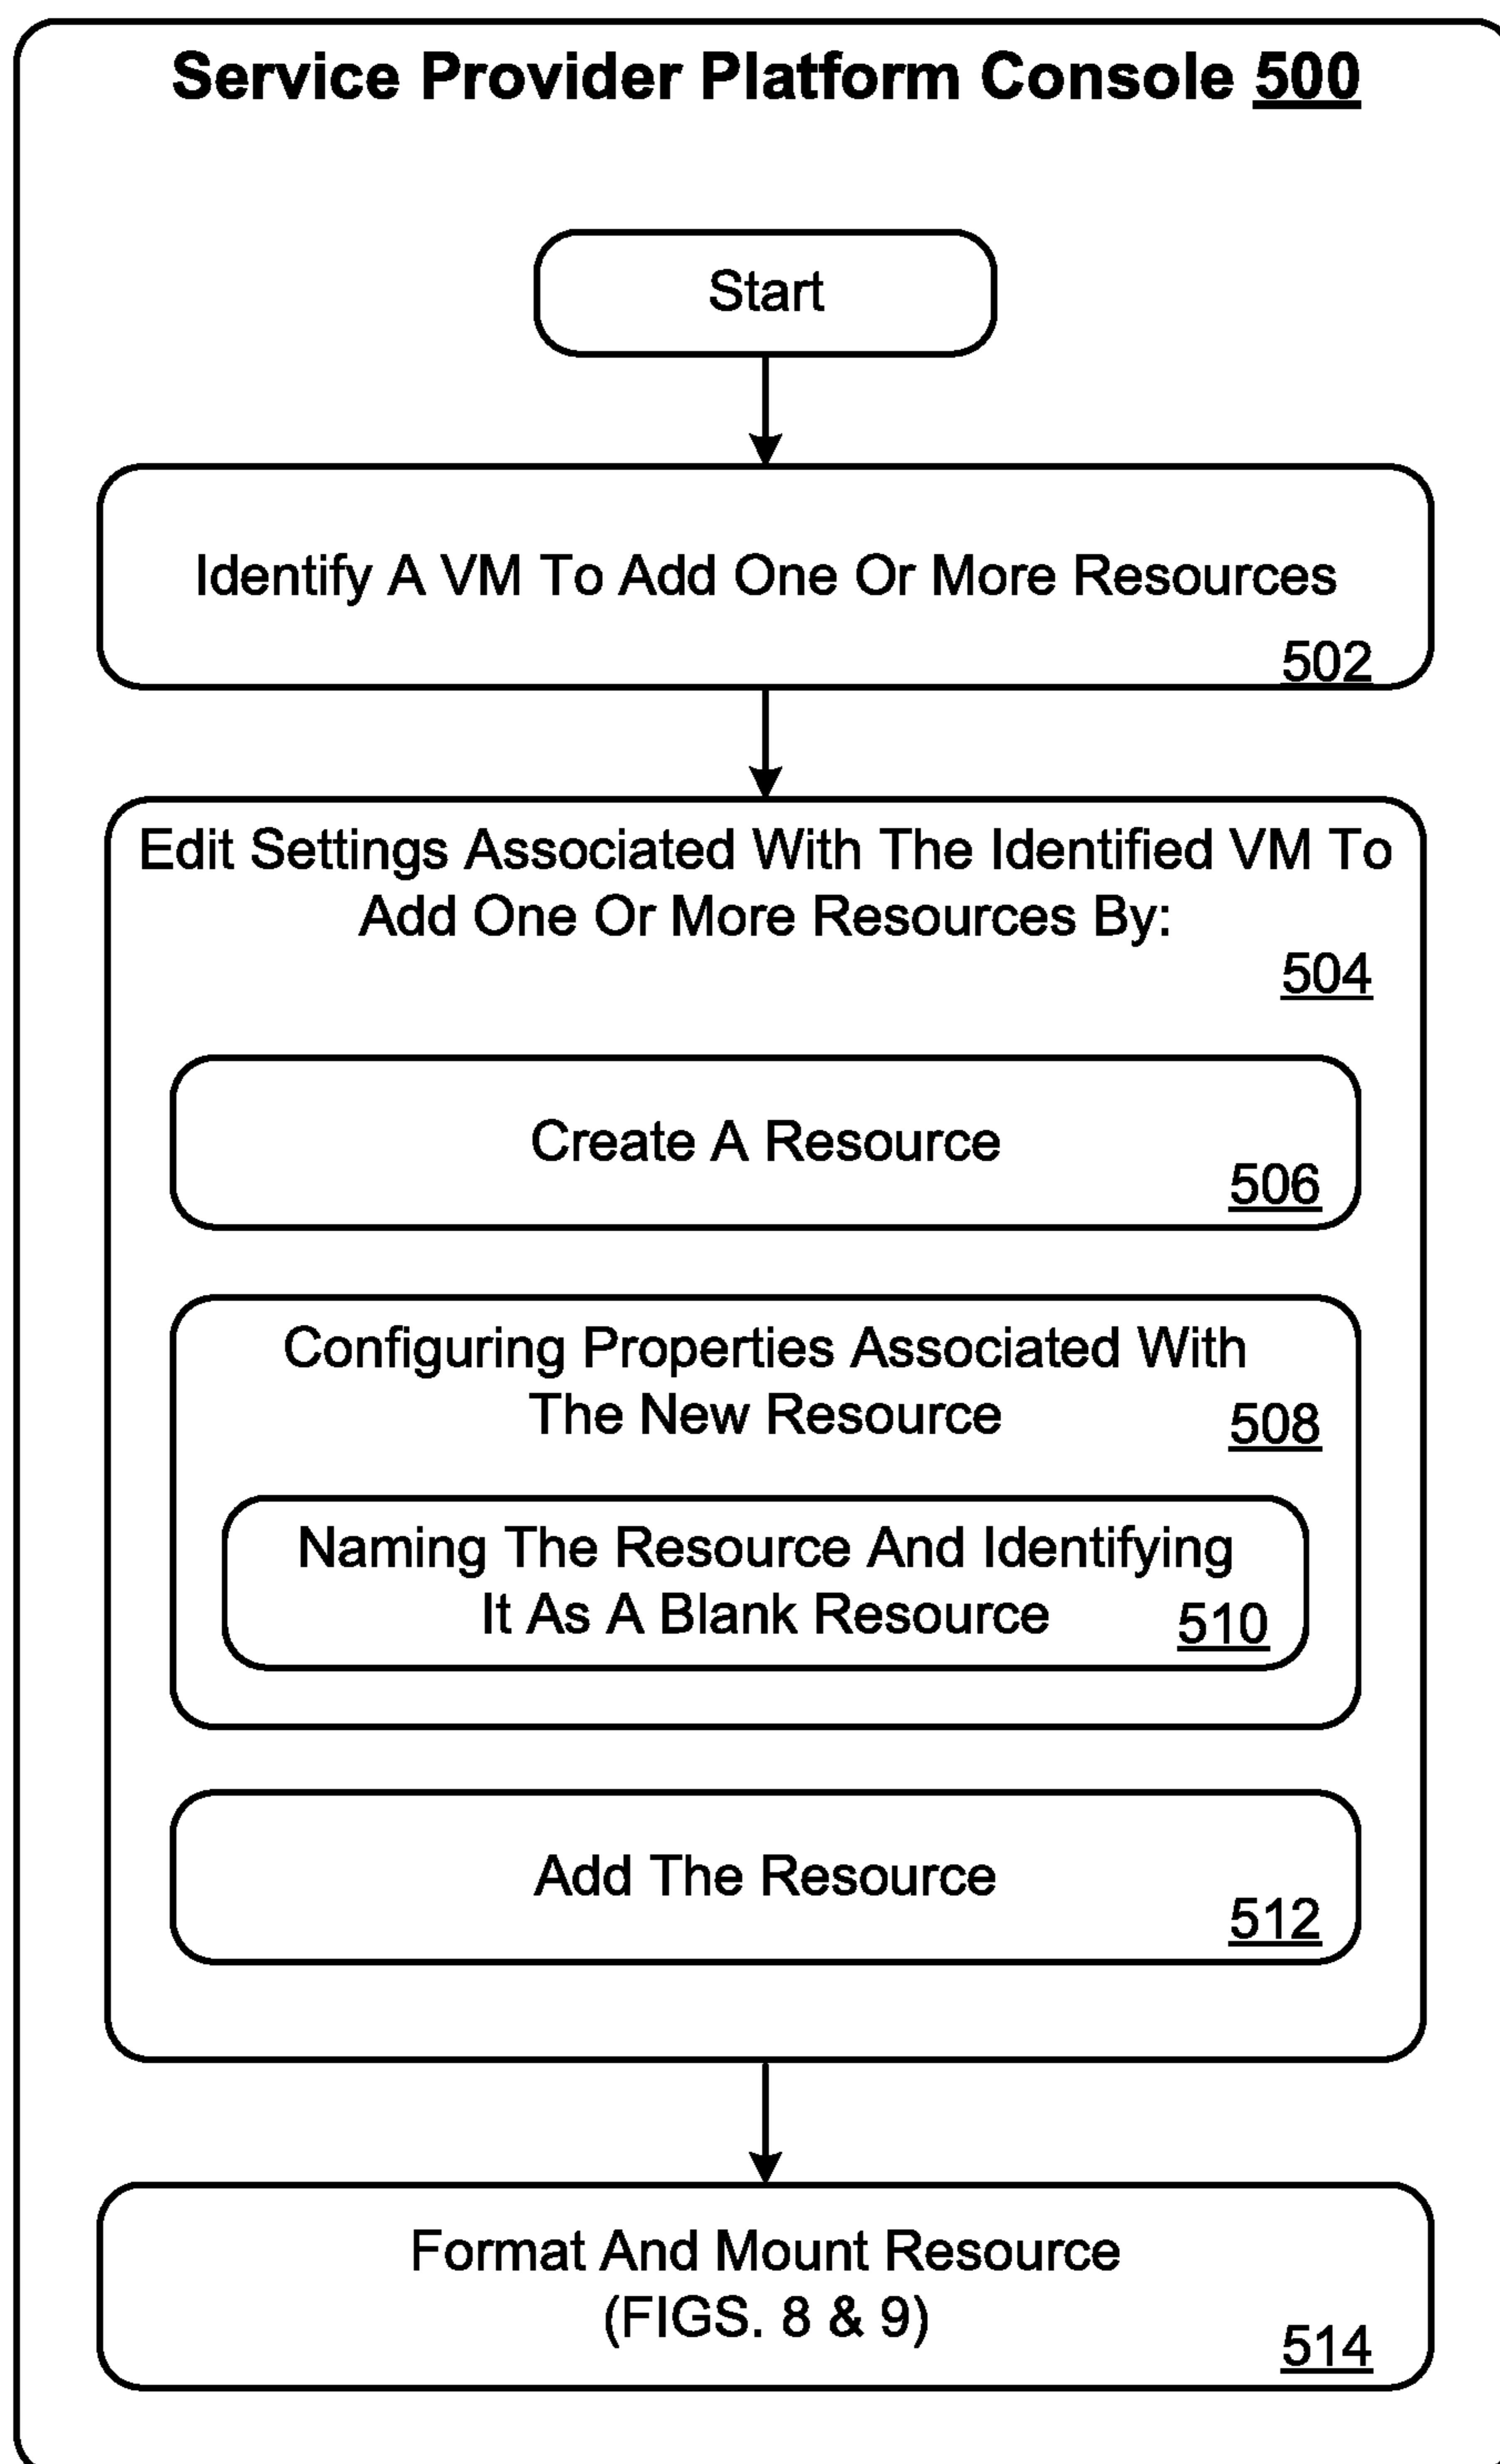 Service Provider Platform Console 500
Start
Identify A VM To Add One Or More Resources
502
Edit Settings Associated With The Identified VM To
Add One Or More Resources By:
504
Create A Resource
506
Configuring Properties Associated With
The New Resource
508
Naming The Resource And Identifying
It As A Blank Resource
510
Add The Resource
512
Format And Mount Resource
(FIGS. 8 & 9)
514